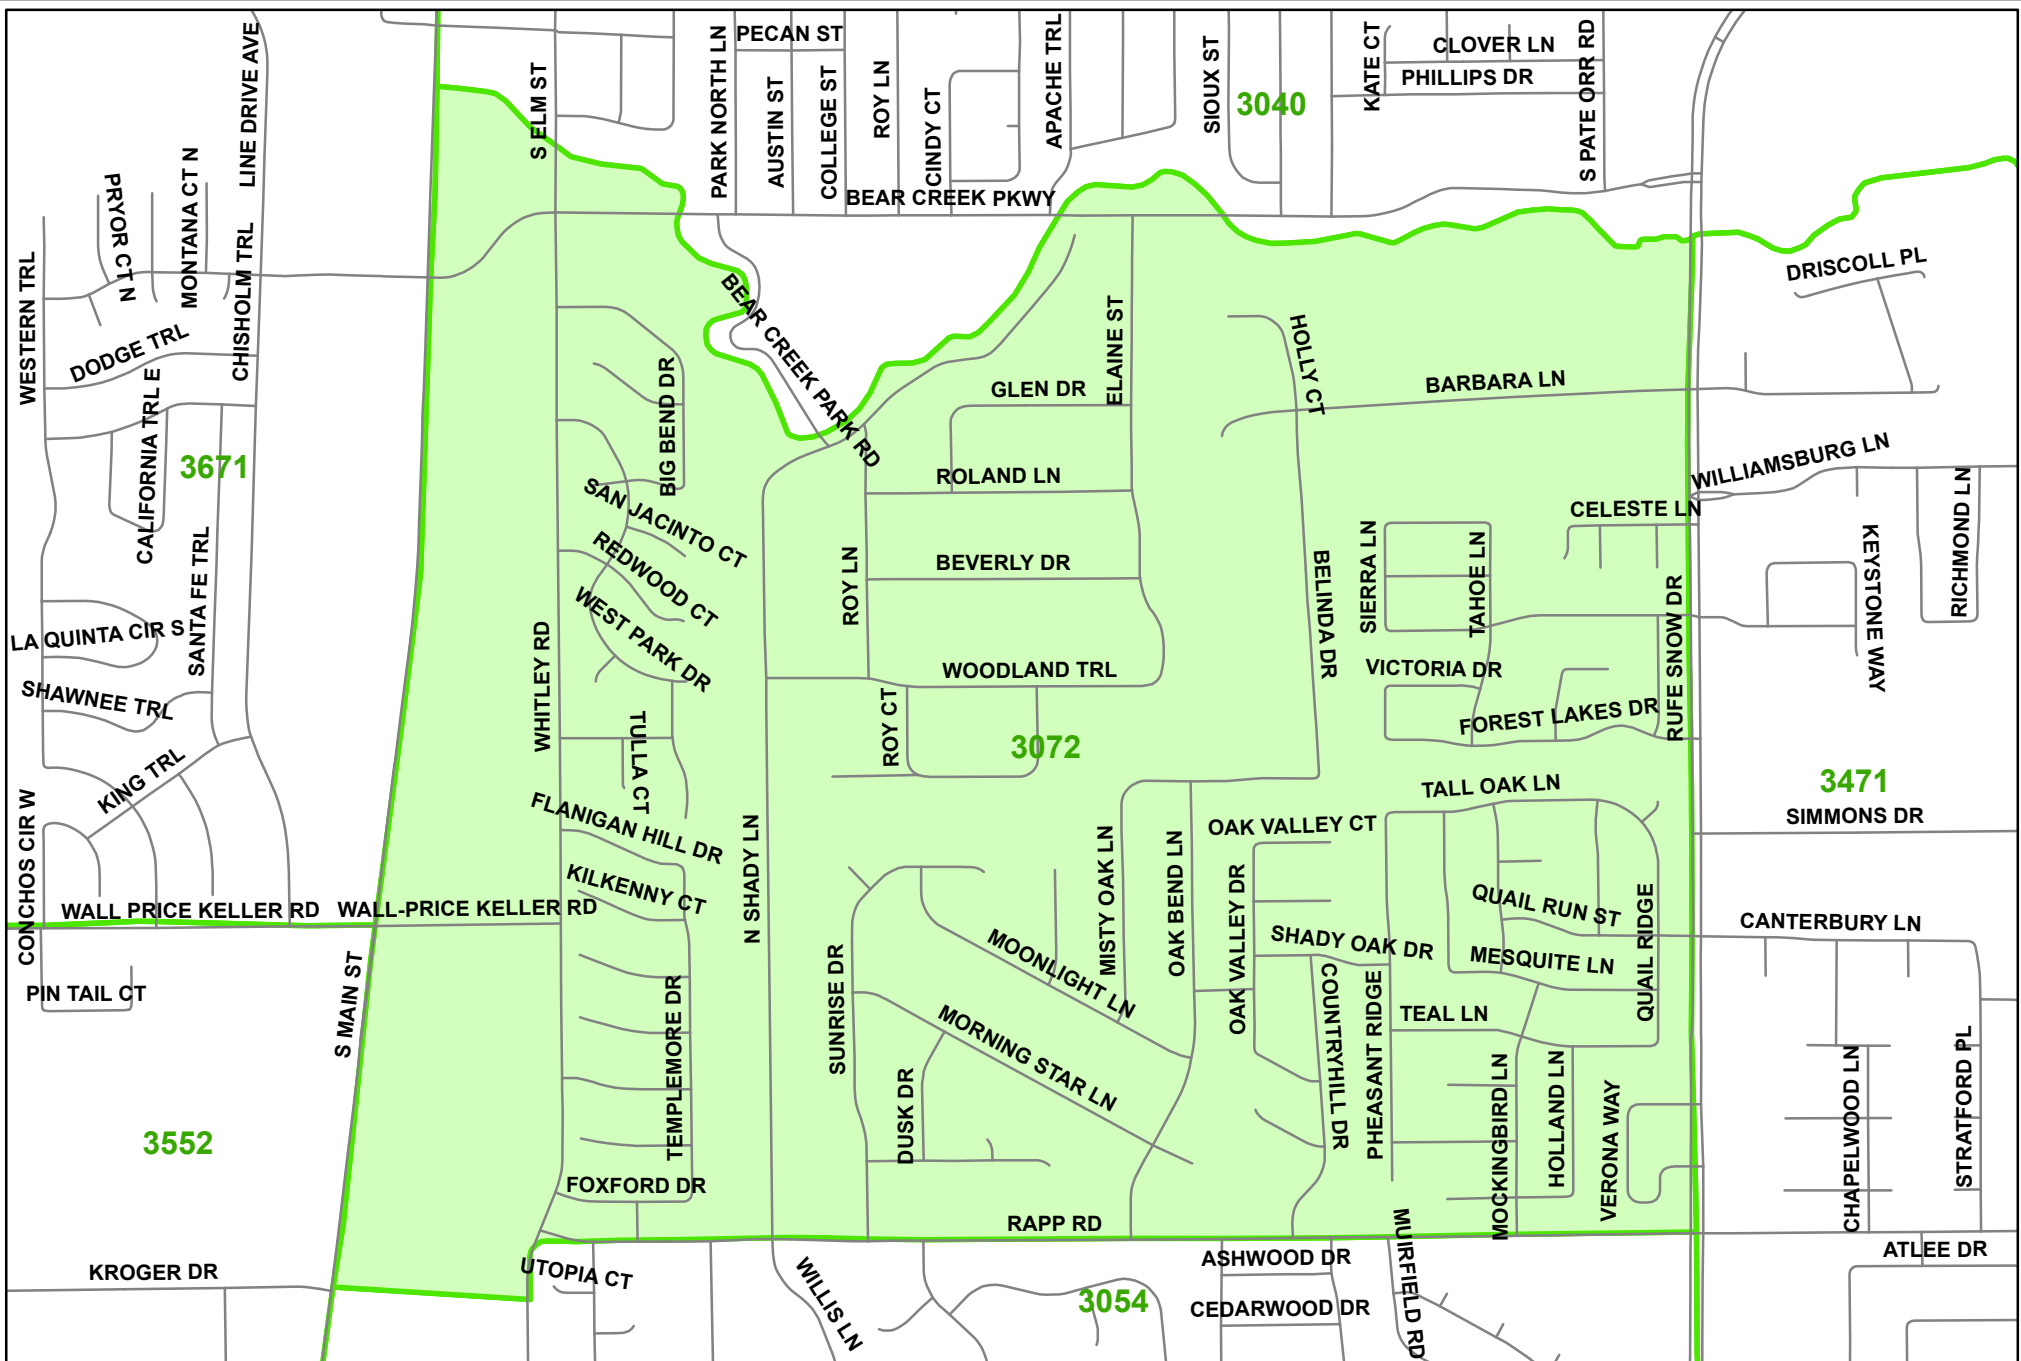 PECAN ST
CLOVER LN
PHILLIPS DR
LINE DRIVE AVE
S ELM ST
PARK NORTH LN
AUSTIN ST
COLLEGE ST
ROY LN
CINDY CT
APACHE TRL
SIOUX ST
3040
KATE CT
S PATE ORR RD
BEAR CREEK PKWY
PRYOR CT N
MONTANA CT N
WESTERN TRL
CHISHOLM TRL
DRISCOLL PL
DODGE TRL
BEAR CREEK PARK RD
ELAINE ST
HOLLY CT
GLEN DR
BARBARA LN
CALIFORNIA TRL E
BIG BEND DR
3671
ROLAND LN
WILLIAMSBURG LN
SAN JACINTO CT
CELESTE LN
RICHMOND LN
REDWOOD CT
BEVERLY DR
SIERRA LN
TAHOE LN
KEYSTONE WAY
SANTA FE TRL
ROY LN
BELINDA DR
RUFE SNOW DR
LA QUINTA CIR S
WEST PARK DR
WHITLEY RD
WOODLAND TRL
VICTORIA DR
SHAWNEE TRL
FOREST LAKES DR
TULLA CT
ROY CT
3072
KING TRL
3471
TALL OAK LN
SIMMONS DR
FLANIGAN HILL DR
OAK VALLEY CT
CONCHOS CIR W
N SHADY LN
MISTY OAK LN
OAK BEND LN
OAK VALLEY DR
KILKENNY CT
WALL PRICE KELLER RD
WALL-PRICE KELLER RD
QUAIL RUN ST
QUAIL RIDGE
CANTERBURY LN
SHADY OAK DR
MESQUITE LN
MOONLIGHT LN
PIN TAIL CT
S MAIN ST
SUNRISE DR
TEMPLEMORE DR
COUNTRYHILL DR
PHEASANT RIDGE
TEAL LN
MORNING STAR LN
DUSK DR
MOCKINGBIRD LN
HOLLAND LN
VERONA WAY
CHAPELWOOD LN
STRATFORD PL
3552
FOXFORD DR
RAPP RD
MUIRFIELD RD
ATLEE DR
ASHWOOD DR
KROGER DR
UTOPIA CT
WILLIS LN
3054
CEDARWOOD DR